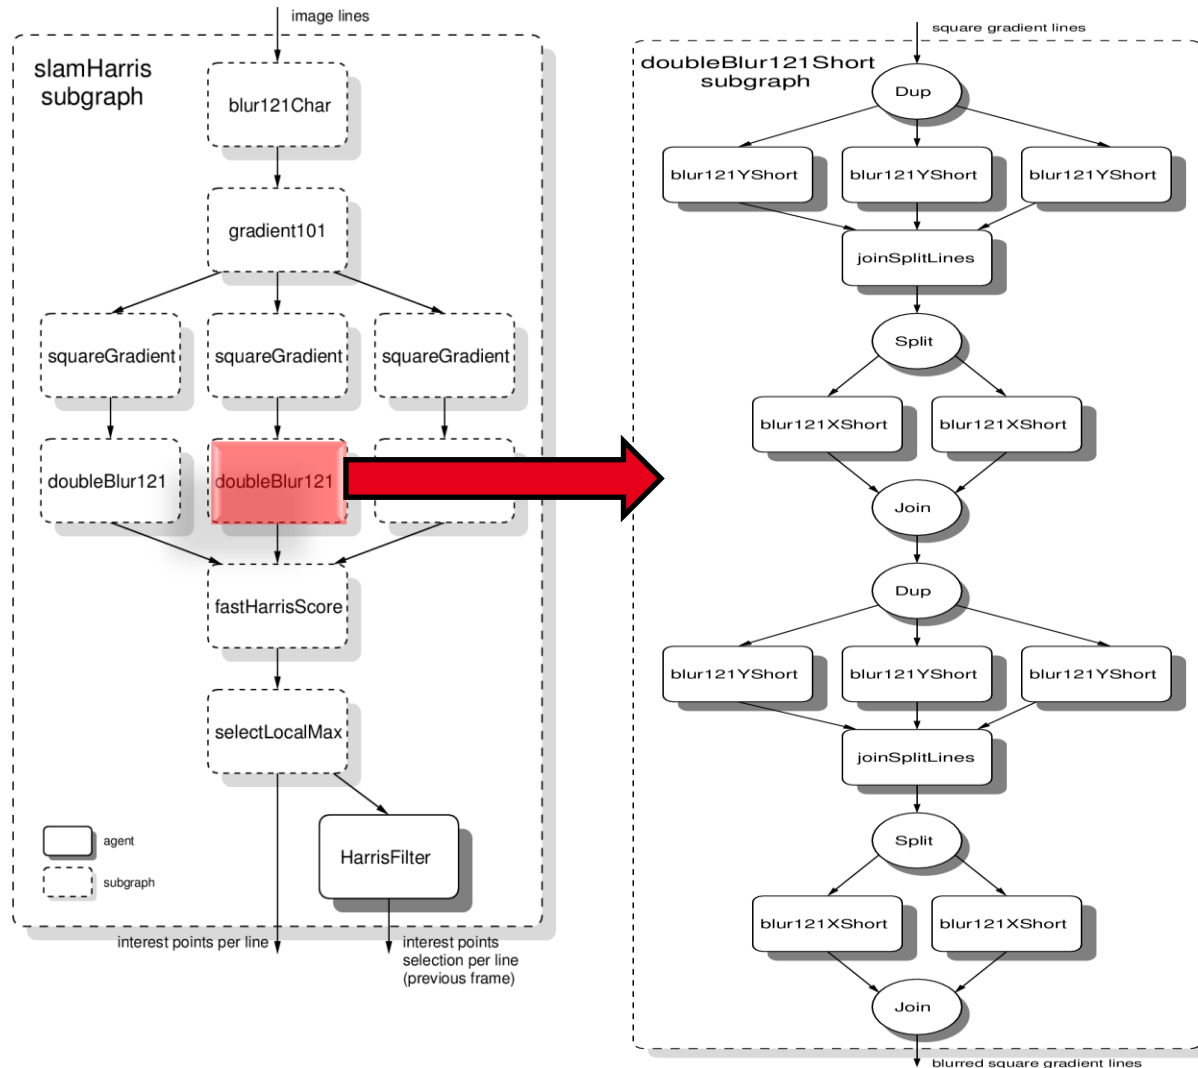 image lines
slamHarris
subgraph
blur121Char
gradient101
squareGradient squareGradient squareGradient
doubleBlur121 doubleBlur121
fastHarrisScore
selectLocalMax
HarrisFilter
agent
subgraph
interest points per line
interest points
selection per line
(previous frame)
square gradient lines
doubleBlur121Short
subgraph
Dup
blur121YShort blur121YShort blur121YShort
joinSplitLines
Split
blur121XShort blur121XShort
Join
Dup
blur121YShort blur121YShort blur121YShort
joinSplitLines
Split
blur121XShort blur121XShort
Join
blurred square gradient lines